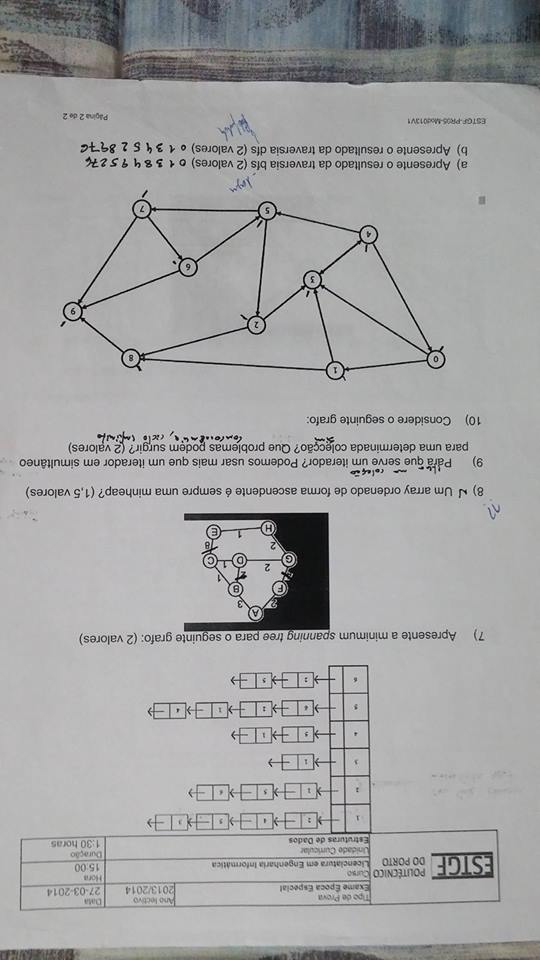 ESTGF POLITÉCNICO DO PORTO
Tipo de Prova
Exame Época Especial
Ano lectivo
2013/2014
Data
27-03-2014
Curso
Licenciatura em Engenharia Informática
Hora
15:00
Unidade Curricular
Estruturas de Dados
Duração
1:30 horas
1 2 4 5 3
2 1 5 6
3 1
4 5 1
5 6 2 1 4
6 2 5
7) Apresente a minimum spanning tree para o seguinte grafo: (2 valores)
A
2 3
F B
1
G 2 D 1 C
2 8
H 1 E
n?
8) N Um array ordenado de forma ascendente é sempre uma minheap? (1,5 valores)
coleção
9) Para que serve um iterador? Podemos usar mais que um iterador em simultâneo
para uma determinada colecção? Que problemas podem surgir? (2 valores)
sim ciclo infinito
10) Considere o seguinte grafo:
0 1 8
2
9
3
6
4
5 7
a) Apresente o resultado da traversia bfs (2 valores) 0 1 3 8 4 9 5 2 7 6
b) Apresente o resultado da traversia dfs (2 valores) 0 1 3 4 5 2 8 9 7 6
ESTGF-PR05-Mod013V1
Página 2 de 2